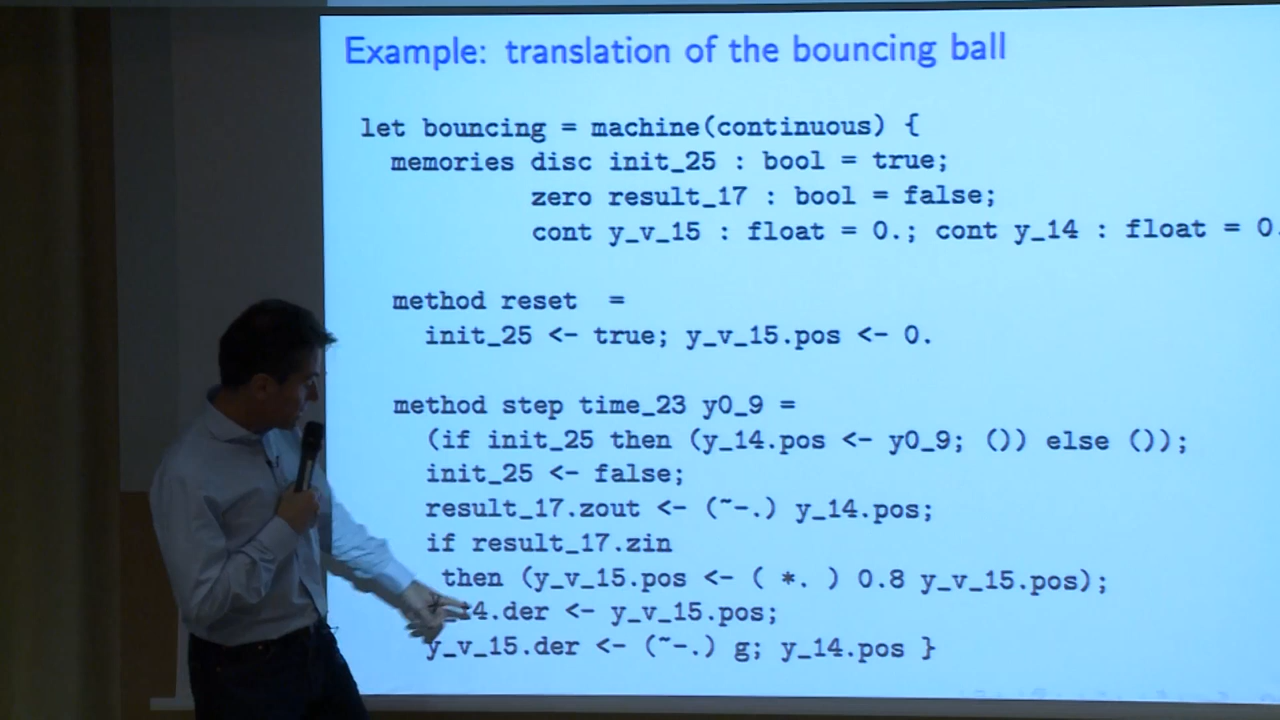 Example: translation of the bouncing ball
let bouncing = machine(continuous) {
memories disc init_25 : bool = true;
zero result_17 : bool = false;
cont y_v_15 : float = 0.; cont y_14 : float = 0.
method reset =
init_25 <- true; y_v_15.pos <- 0.
method step time_23 y0_9 =
(if init_25 then (y_14.pos <- y0_9; ()) else ());
init_25 <- false;
result_17.zout <- (~-.) y_14.pos;
if result_17.zin
then (y_v_15.pos <- ( *. ) 0.8 y_v_15.pos);
14.der <- y_v_15.pos;
y_v_15.der <- (~-.) g; y_14.pos }